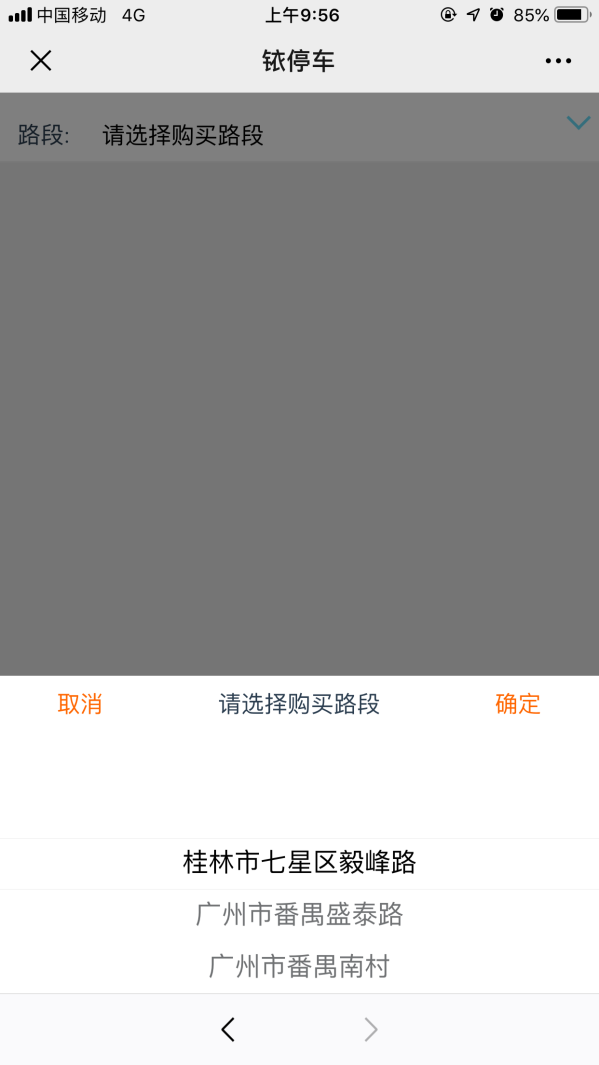 中国移动 4G 上午9:56 85%
铱停车
路段: 请选择购买路段
取消 请选择购买路段 确定
桂林市七星区毅峰路
广州市番禺盛泰路
广州市番禺南村